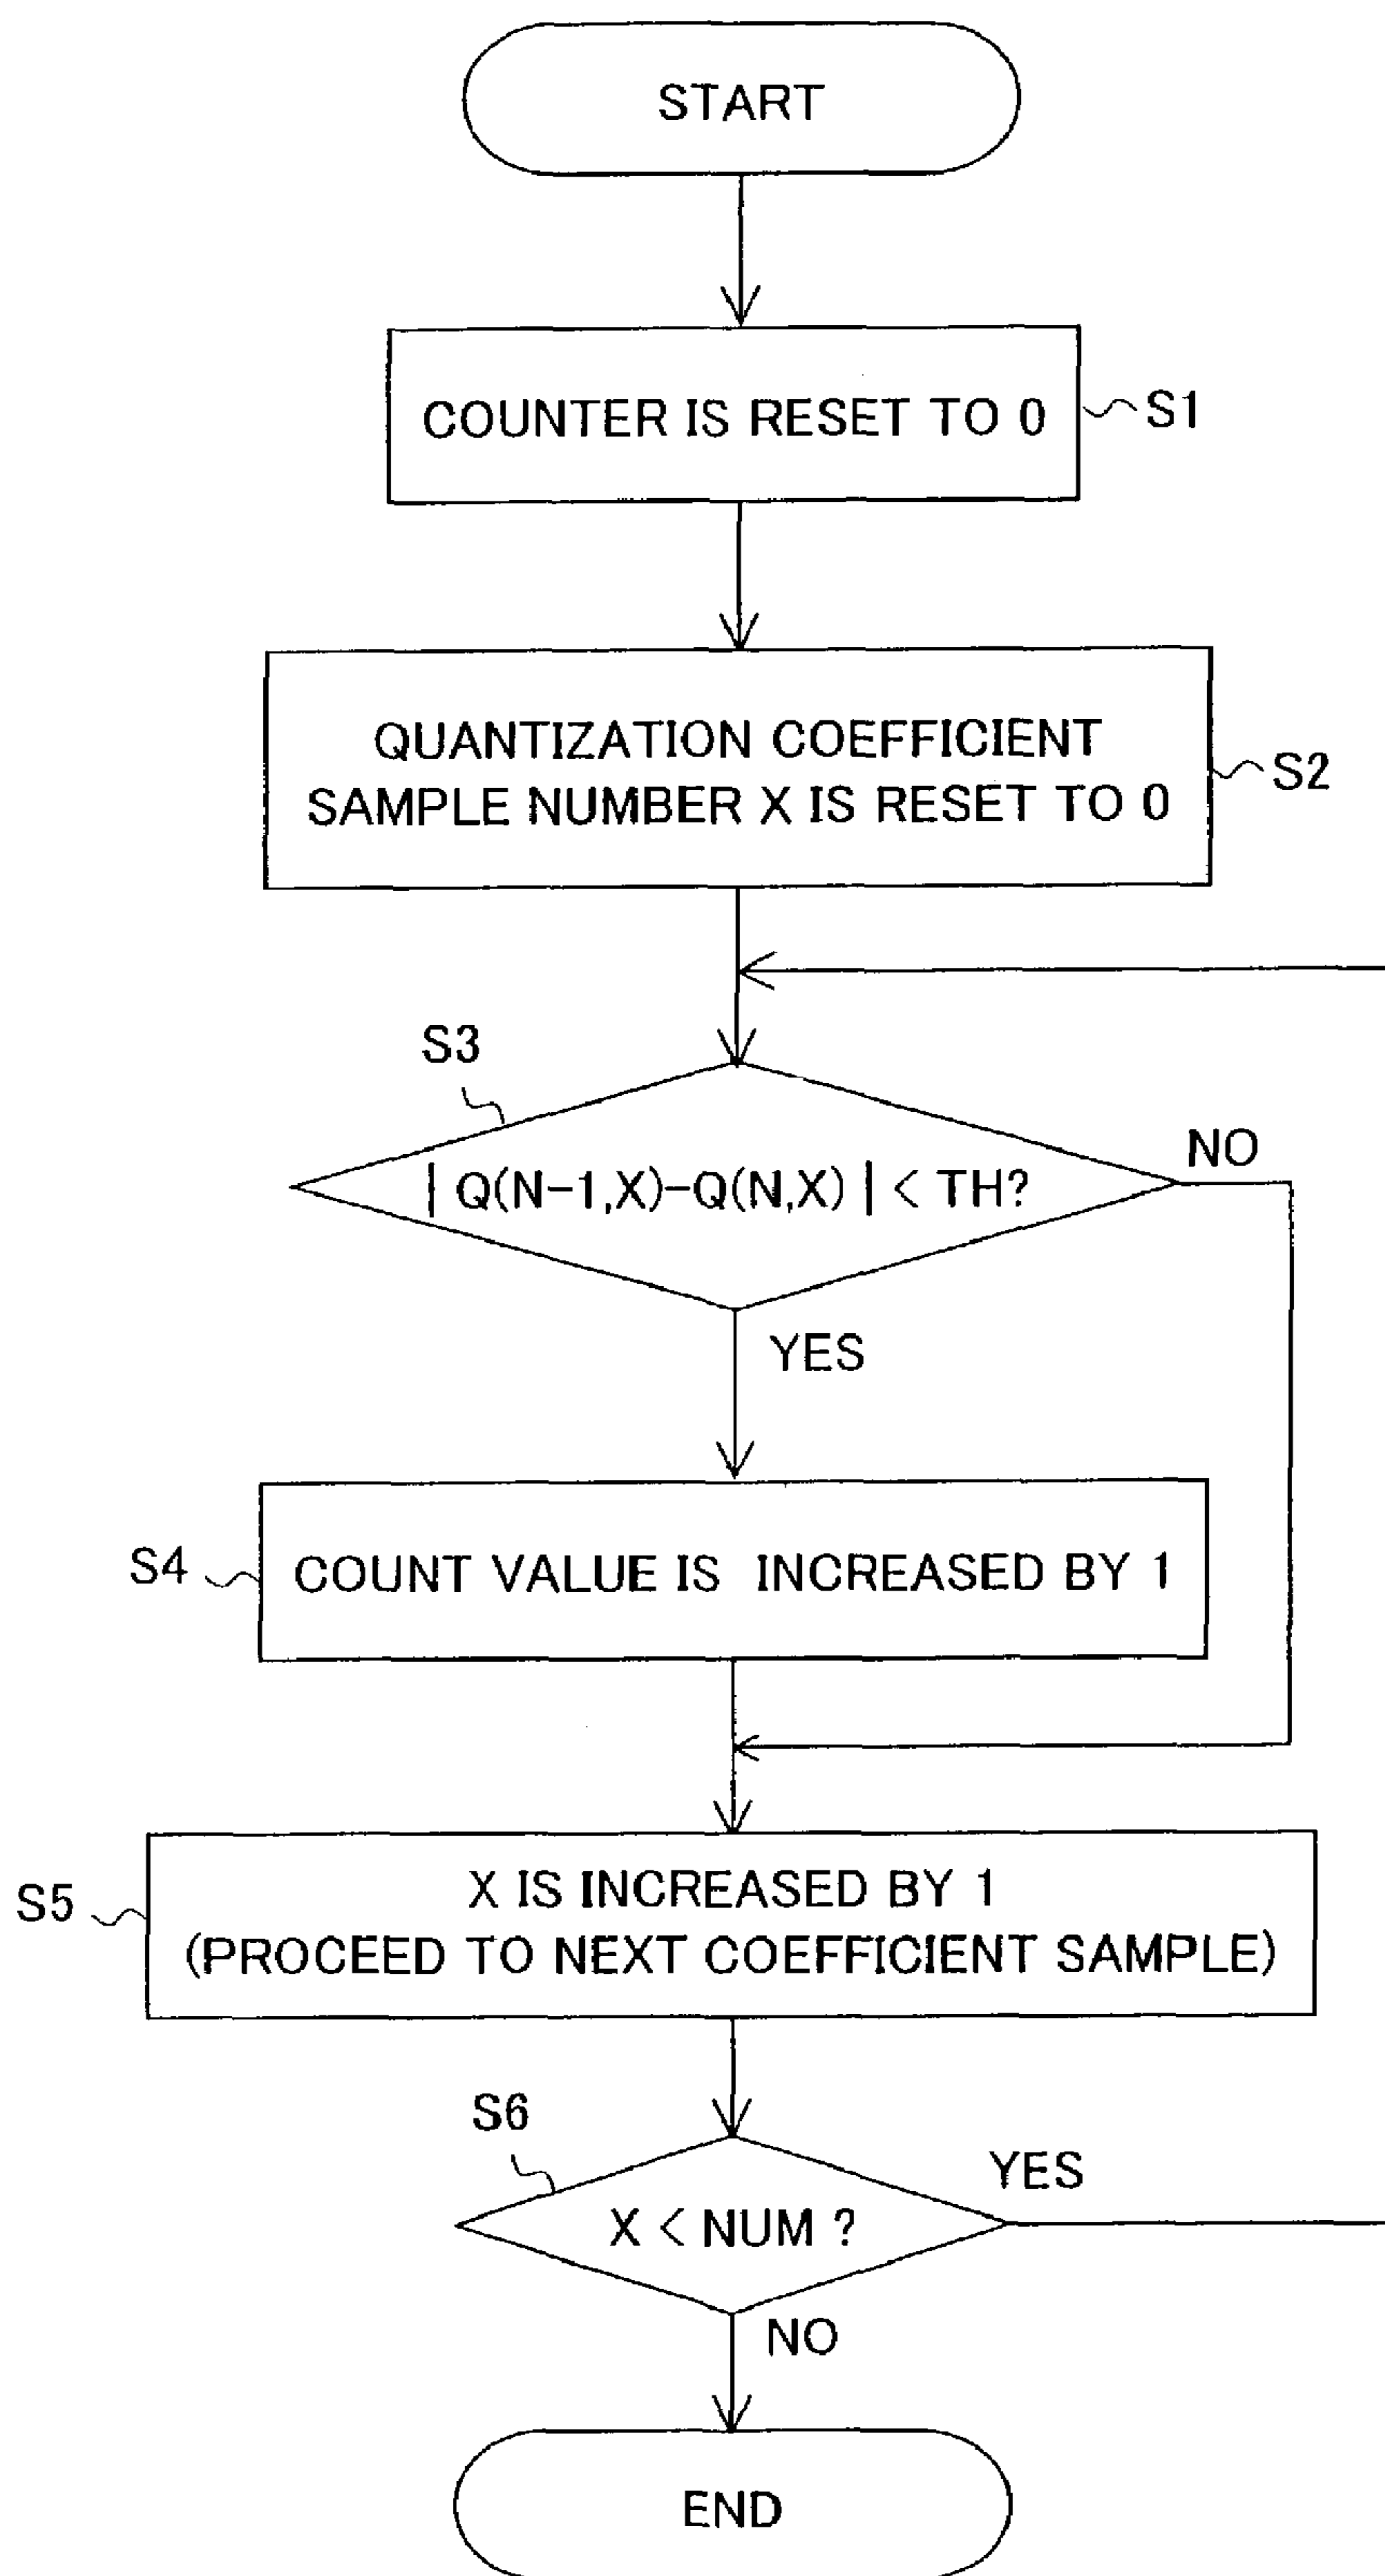 START
COUNTER IS RESET TO 0
S1
QUANTIZATION COEFFICIENT
SAMPLE NUMBER X IS RESET TO 0
S2
S3
| Q(N-1,X)-Q(N,X) | < TH?
NO
YES
S4
COUNT VALUE IS INCREASED BY 1
S5
X IS INCREASED BY 1
(PROCEED TO NEXT COEFFICIENT SAMPLE)
S6
X < NUM ?
YES
NO
END